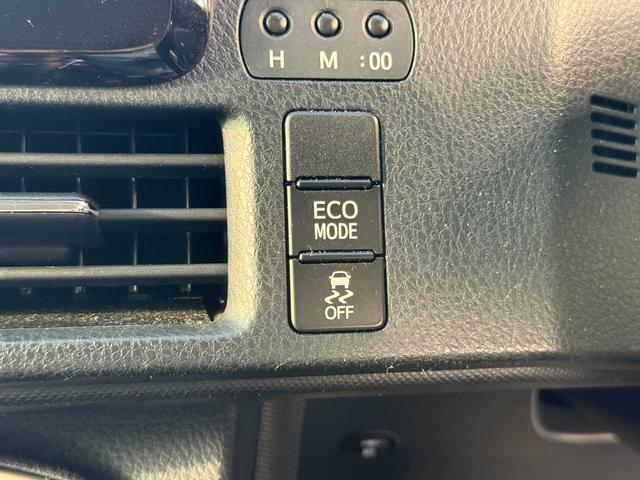 H M :00
ECO
MODE
OFF